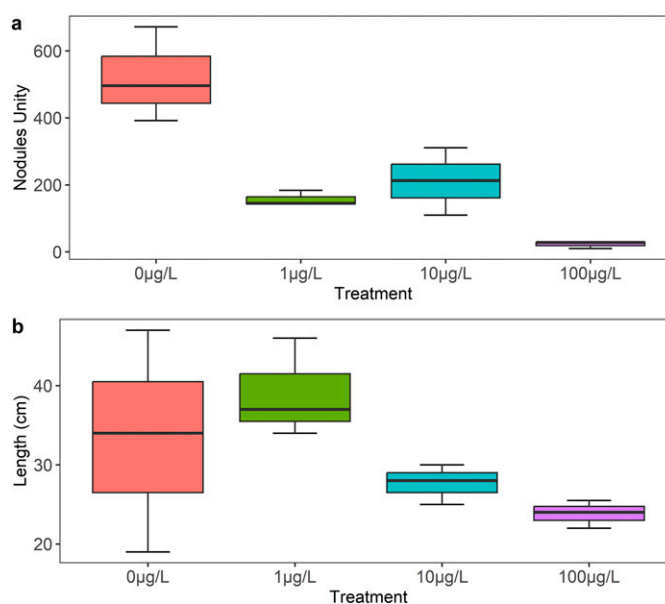 a
Nodules Unity
600
400
200
0
0µg/L 1µg/L 10µg/L 100µg/L
Treatment
b
Length (cm)
40
30
20
0µg/L 1µg/L 10µg/L 100µg/L
Treatment